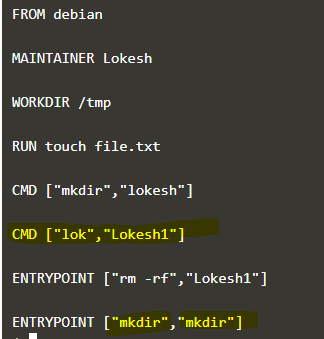 FROM debian
MAINTAINER Lokesh
WORKDIR /tmp
RUN touch file.txt
CMD ["mkdir","lokesh"]
CMD ["lok","Lokesh1"]
ENTRYPOINT ["rm -rf","Lokesh1"]
ENTRYPOINT ["mkdir","mkdir"]